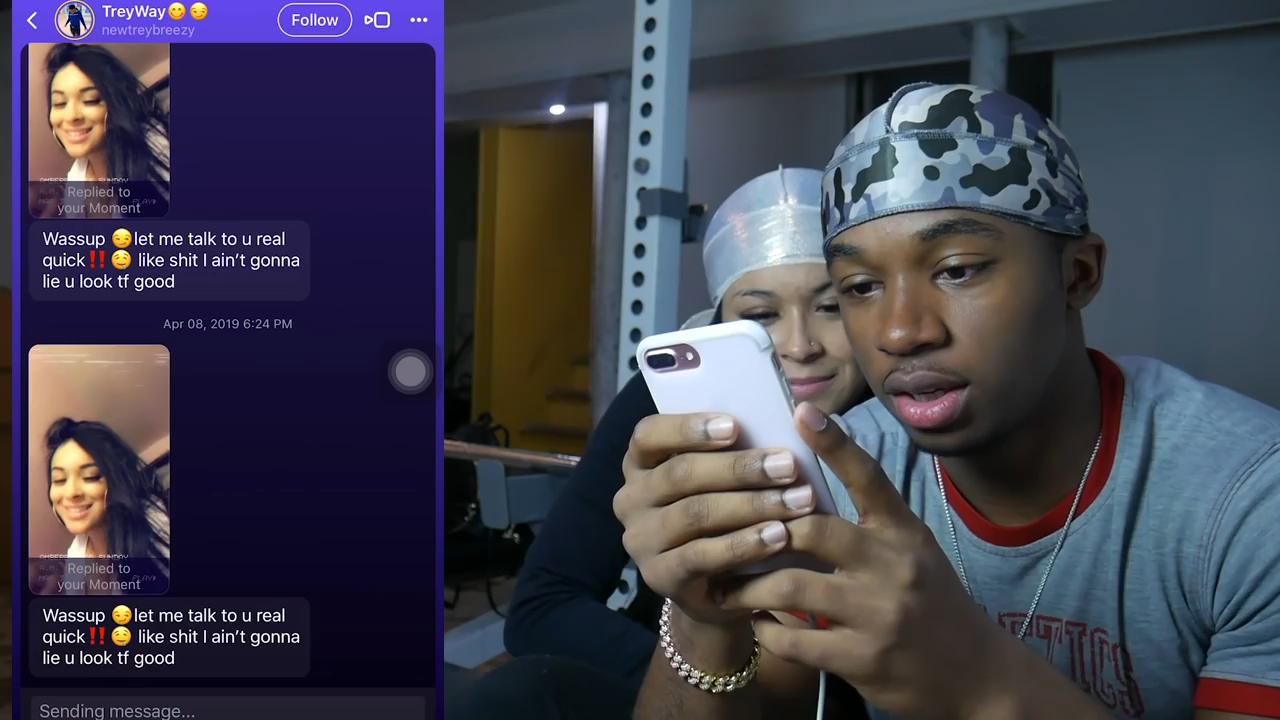 TreyWay😋😏
newtreybreezy
Follow
Replied to
your Moment
Wassup 😏let me talk to u real
quick‼️☺️ like shit I ain't gonna
lie u look tf good
Apr 08, 2019 6:24 PM
Replied to
your Moment
Wassup 😏let me talk to u real
quick‼️☺️ like shit I ain't gonna
lie u look tf good
Sending message...